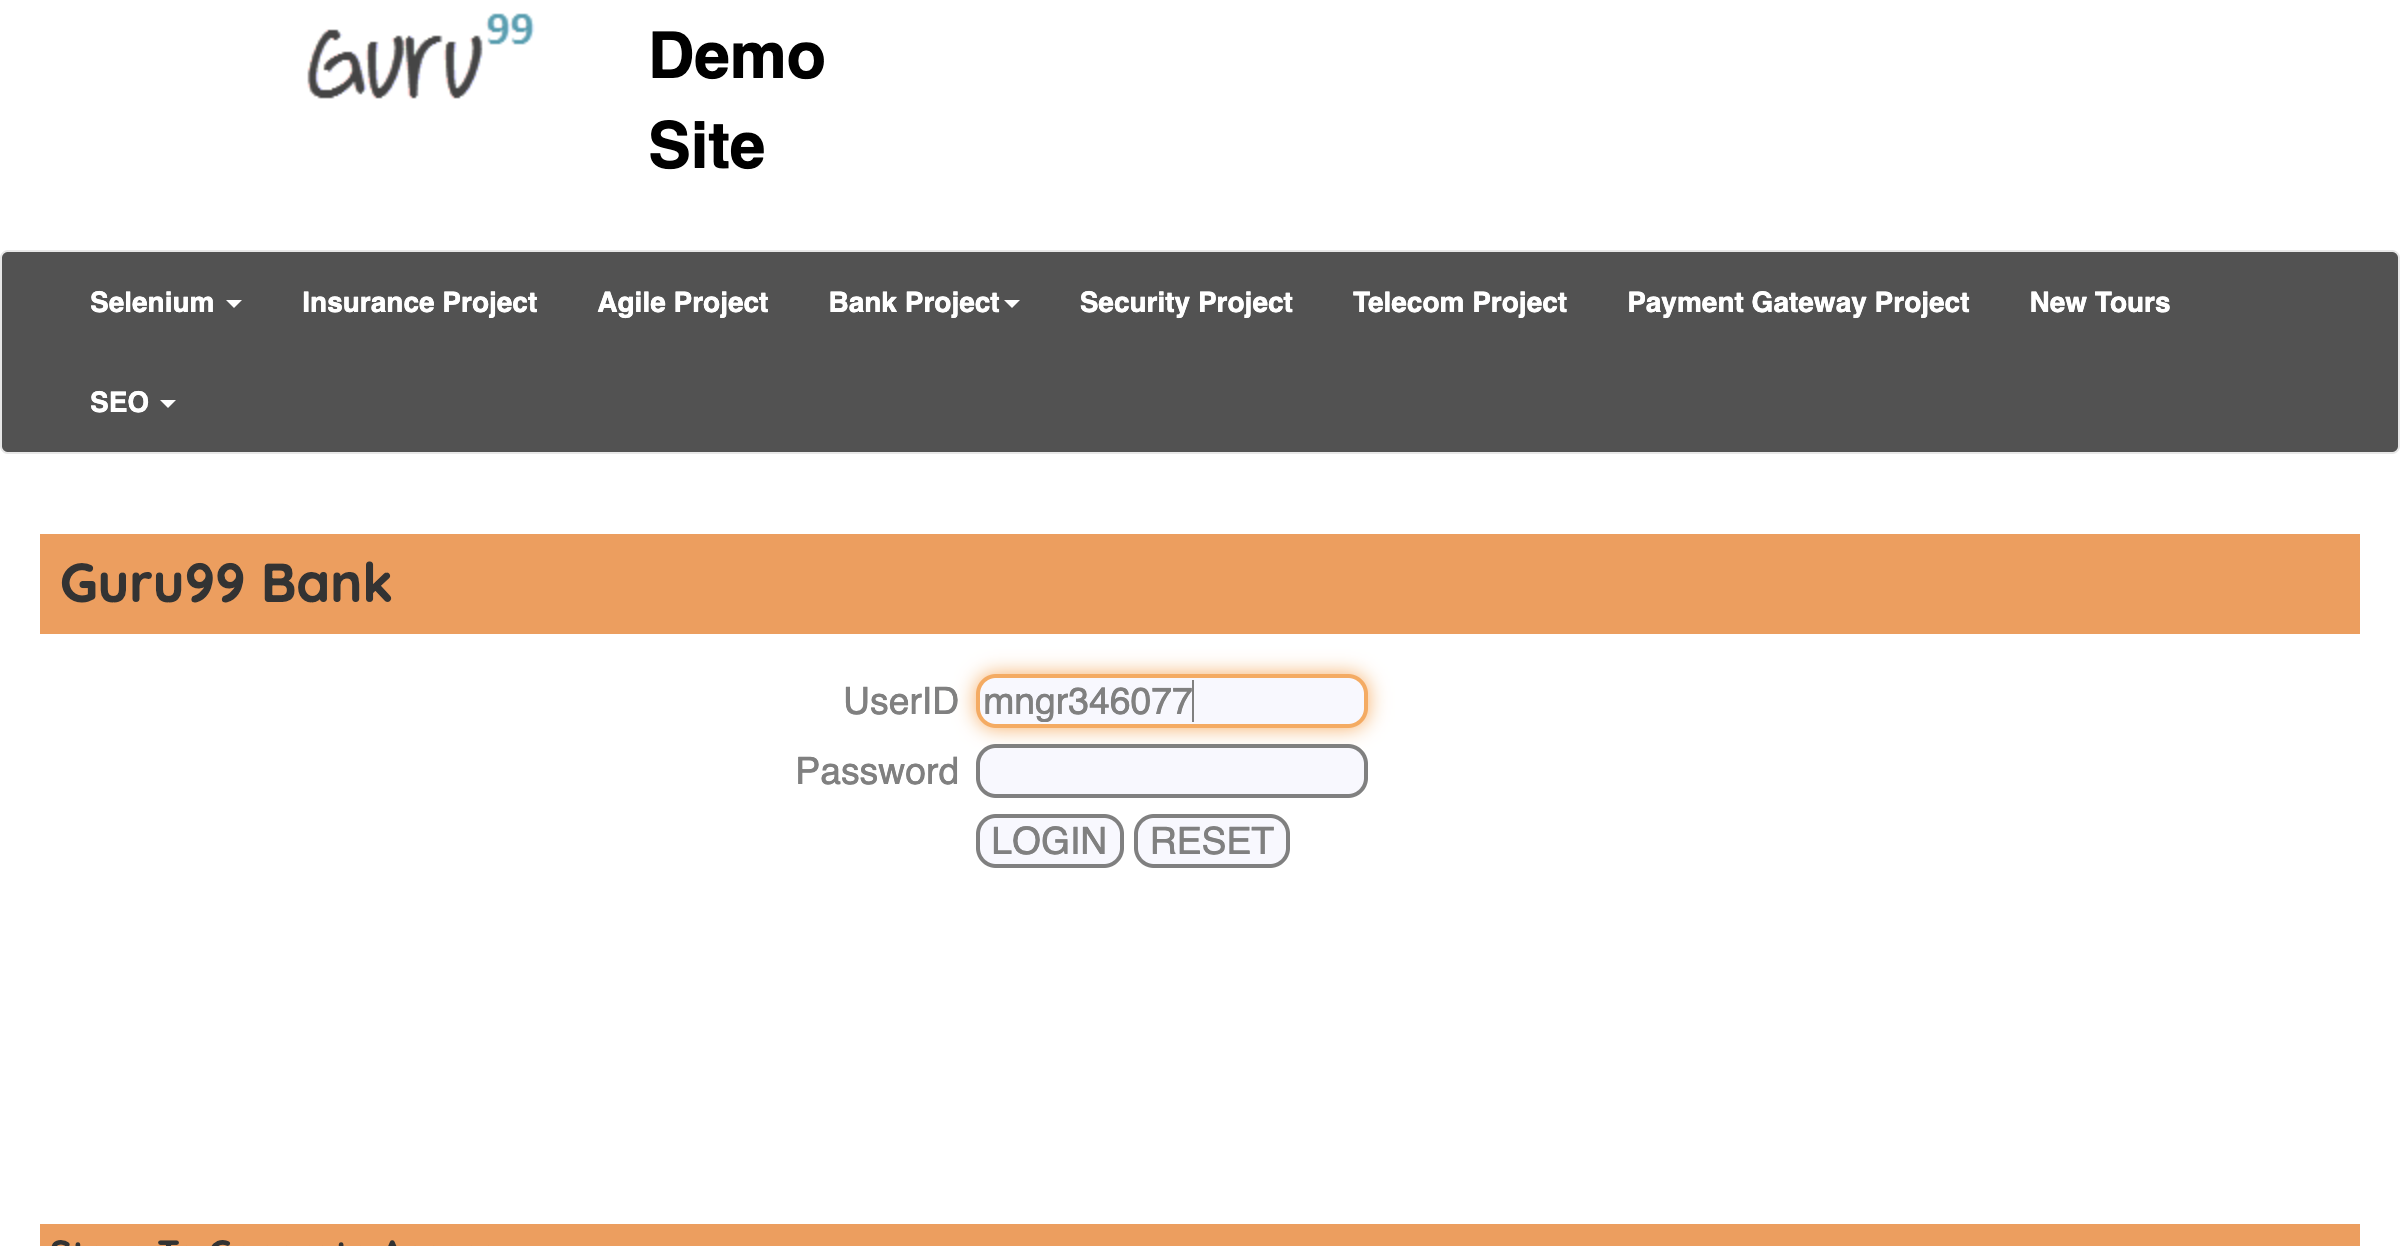 Guru99
Demo
Site
Selenium Insurance Project Agile Project Bank Project Security Project Telecom Project Payment Gateway Project New Tours
SEO
Guru99 Bank
UserID mngr346077
Password
LOGIN RESET